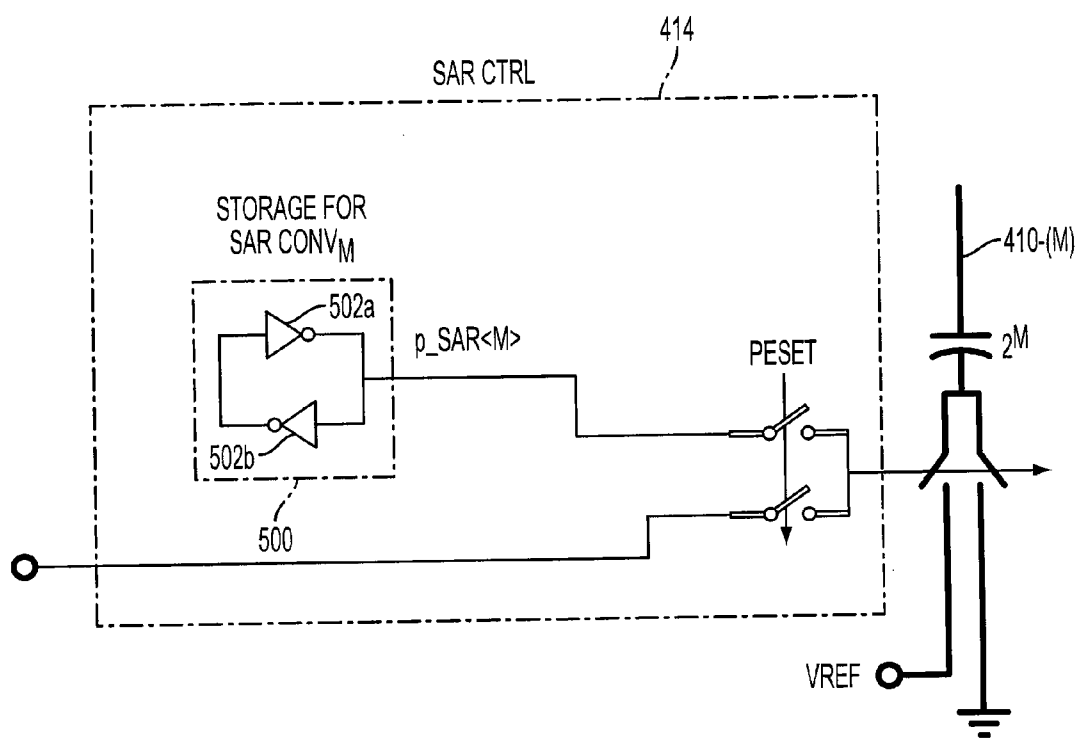 414
SAR CTRL
STORAGE FOR
SAR CONVM
502a
p_SAR<M>
502b
500
PESET
410-(M)
2M
VREF